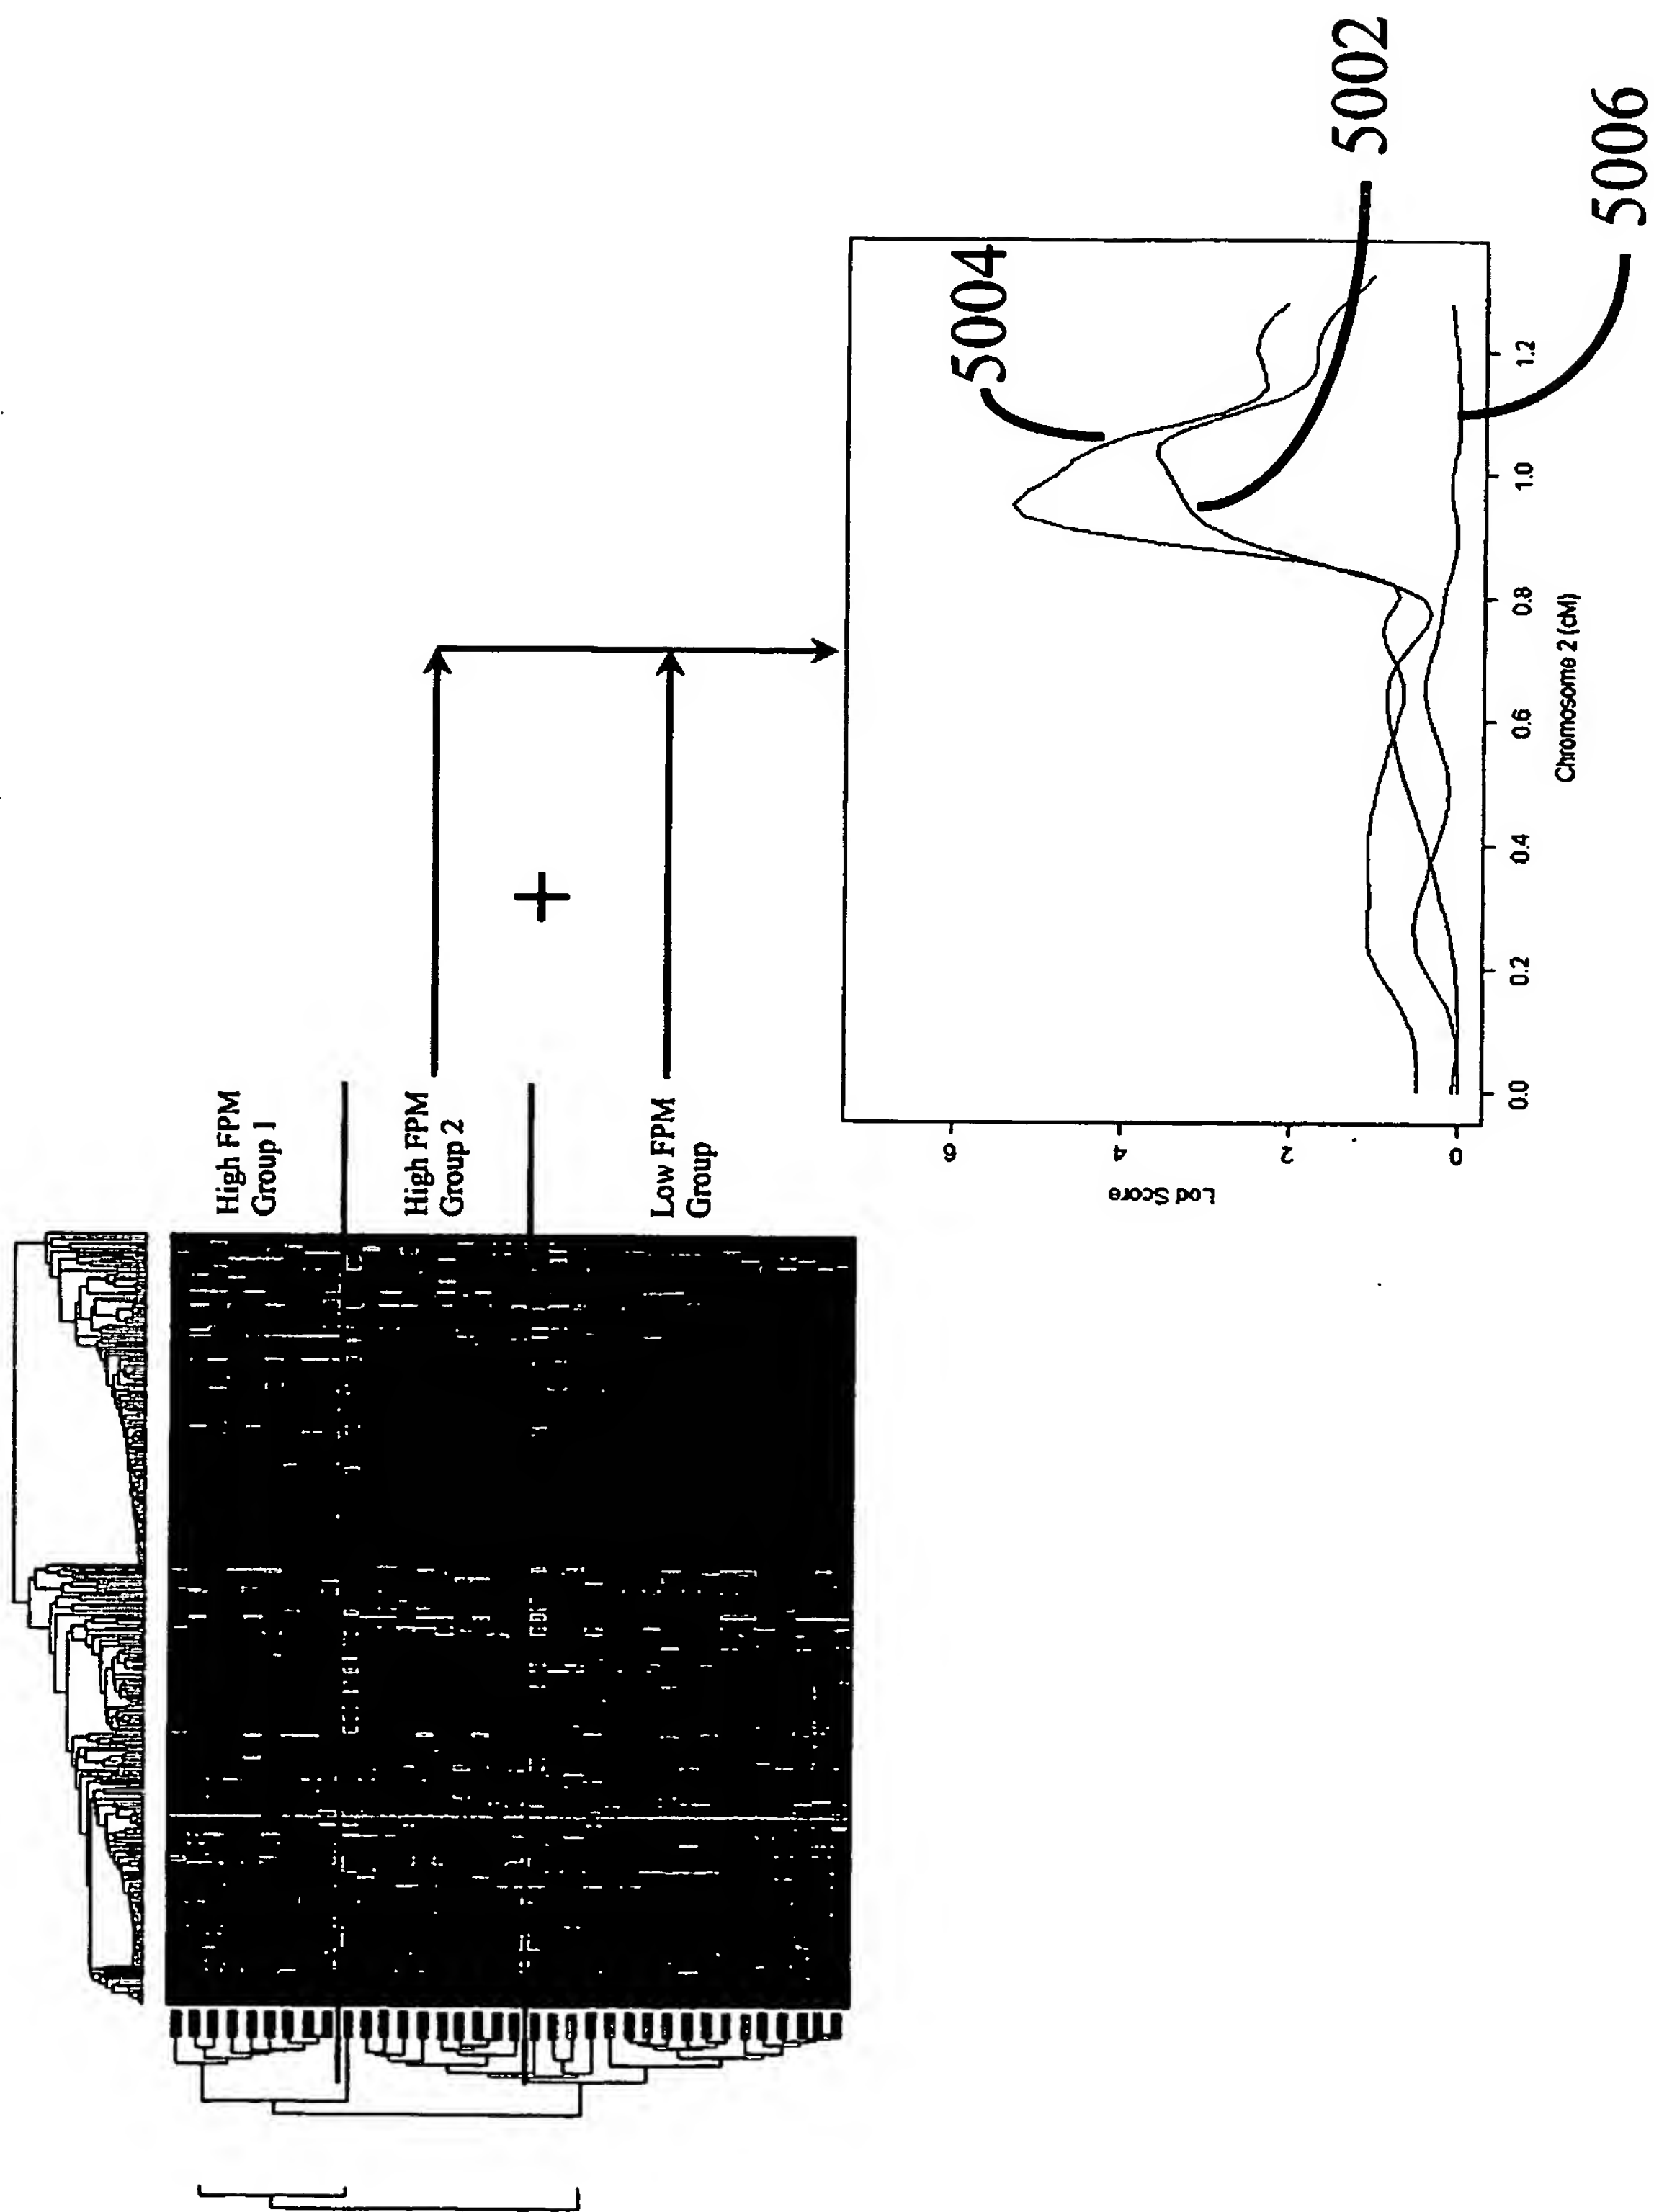 High FPM
Group 1
High FPM
Group 2
Low FPM
Group
+
5004
5002
5006
Lod Score
6
4
2
0
0.0
0.2
0.4
0.6
0.8
1.0
1.2
Chromosome 2 (cM)